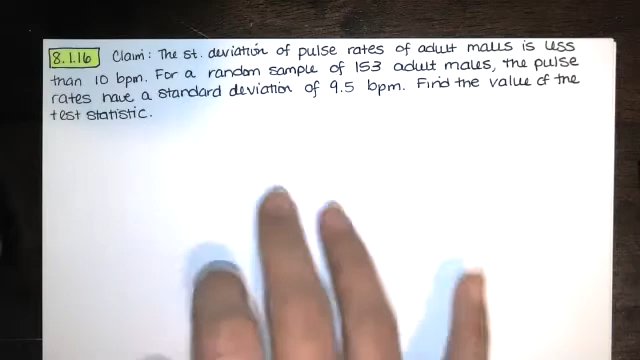 8.1.16 Claim: The st. deviation of pulse rates of adult males is less
than 10 bpm. For a random sample of 153 adult males, the pulse
rates have a standard deviation of 9.5 bpm. Find the value of the
test statistic.